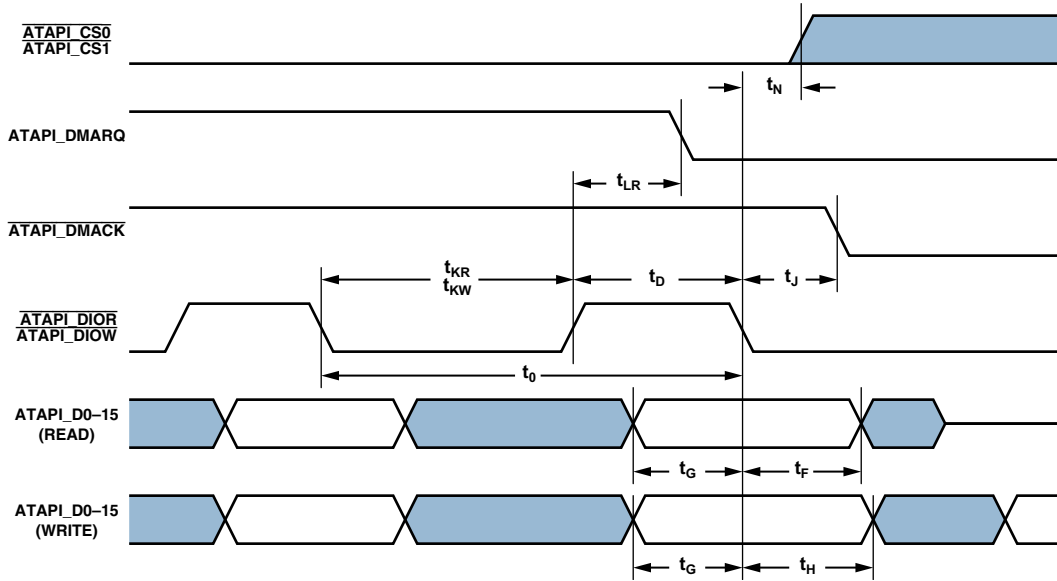 ATAPI_CS0
ATAPI_CS1
tN
ATAPI_DMARQ
tLR
ATAPI_DMACK
tKR
tKW
tD
tJ
ATAPI_DIOR
ATAPI_DIOW
t0
ATAPI_D0–15
(READ)
tG
tF
ATAPI_D0–15
(WRITE)
tG
tH